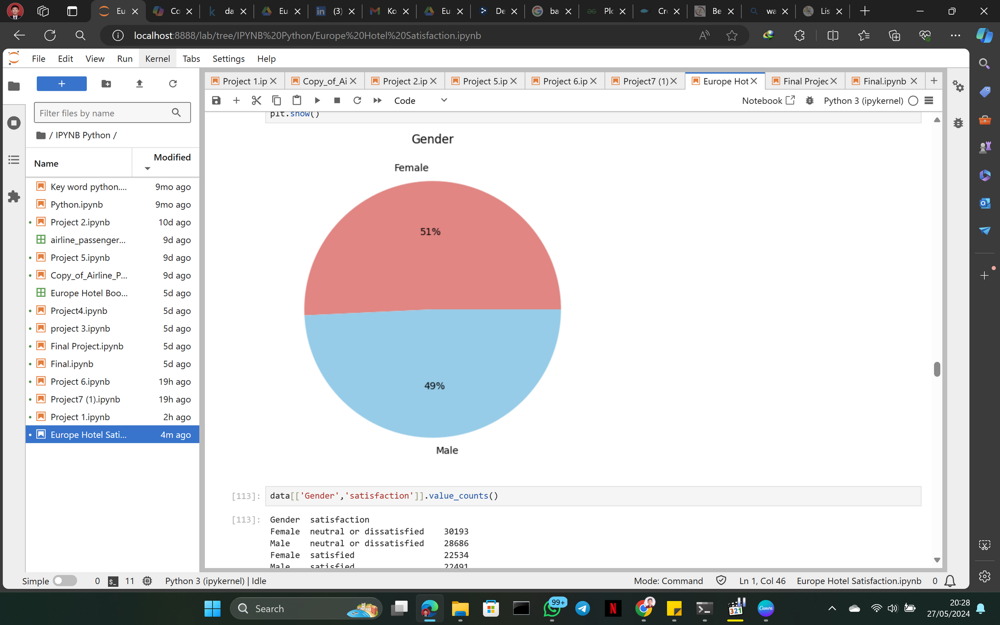 Eu
Co
da
Eu
(3)
Ko
Eu
De
ba
Plc
Cr
Be
wa
Lis
localhost:8888/lab/tree/IPYNB%20Python/Europe%20Hotel%20Satisfaction.ipynb
File Edit View Run Kernel Tabs Settings Help
Project 1.ip
Copy_of_Ai
Project 2.ip
Project 5.ip
Project 6.ip
Project7 (1)
Europe Hot
Final Projec
Final.ipynb
Code
Notebook
Python 3 (ipykernel)
Filter files by name
/ IPYNB Python /
Name Modified
Key word python.... 9mo ago
Python.ipynb 9mo ago
Project 2.ipynb 10d ago
airline_passenger... 9d ago
Project 5.ipynb 9d ago
Copy_of_Airline_P... 9d ago
Europe Hotel Boo... 5d ago
Project4.ipynb 5d ago
project 3.ipynb 5d ago
Final Project.ipynb 5d ago
Final.ipynb 5d ago
Project 6.ipynb 19h ago
Project7 (1).ipynb 19h ago
Project 1.ipynb 2h ago
Europe Hotel Sati... 4m ago
plt.show()
Gender
Female
51%
49%
Male
[113]: data[['Gender','satisfaction']].value_counts()
[113]: Gender satisfaction
Female neutral or dissatisfied 30193
Male neutral or dissatisfied 28686
Female satisfied 22534
Male satisfied 22491
Simple 0 $_ 11 Python 3 (ipykernel) | Idle
Mode: Command Ln 1, Col 46 Europe Hotel Satisfaction.ipynb 0
Search
99+
N
321
Canva
20:28
27/05/2024